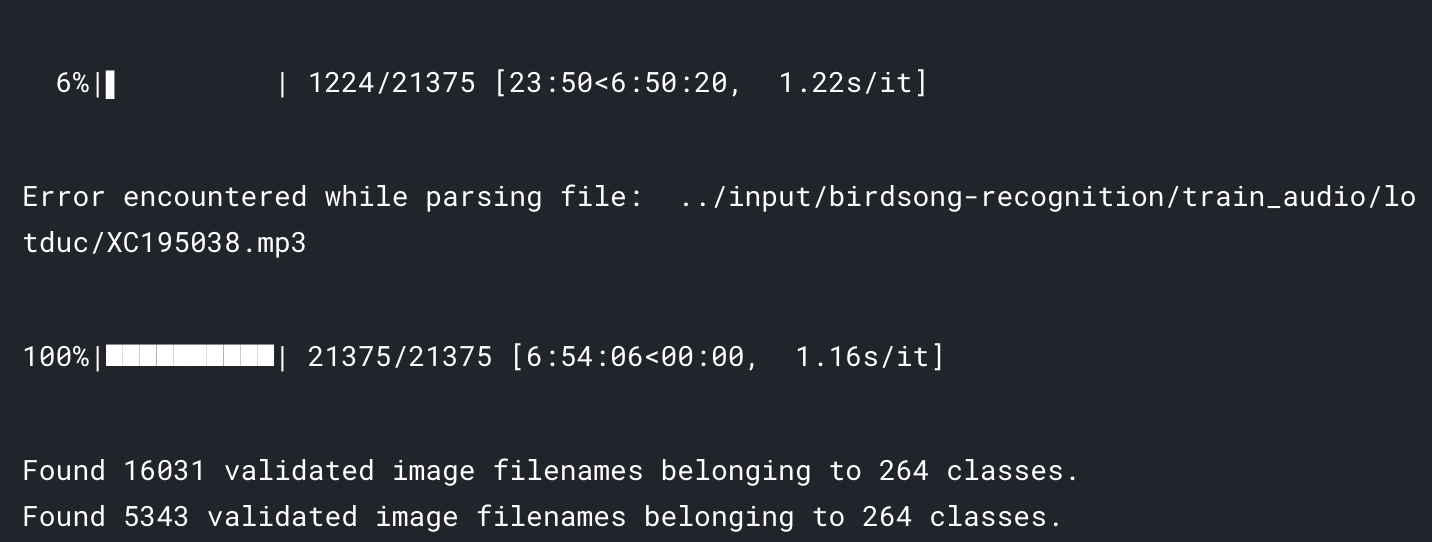 6%|▌         | 1224/21375 [23:50<6:50:20,  1.22s/it]
Error encountered while parsing file:  ../input/birdsong-recognition/train_audio/lo
tduc/XC195038.mp3
100%|██████████| 21375/21375 [6:54:06<00:00,  1.16s/it]
Found 16031 validated image filenames belonging to 264 classes.
Found 5343 validated image filenames belonging to 264 classes.